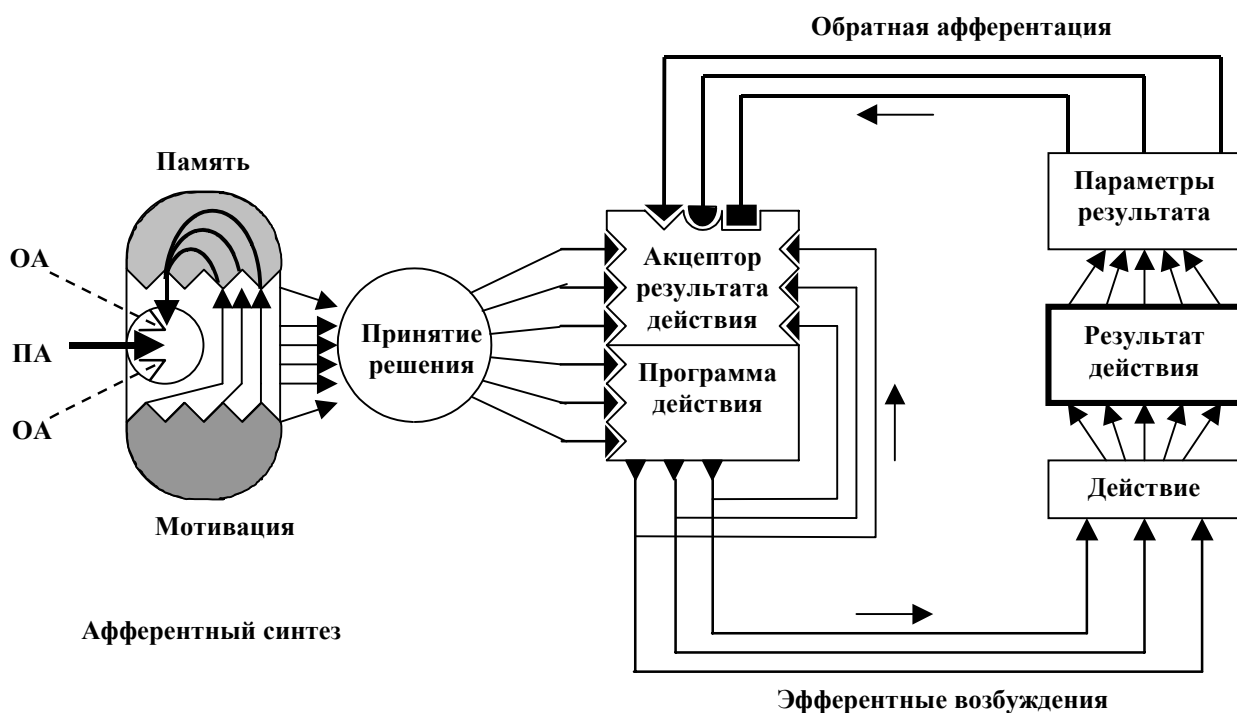 Обратная афферентация
Память
Параметры
результата
ОА
ПА
ОА
Принятие
решения
Акцептор
результата
действия
Программа
действия
Результат
действия
Действие
Мотивация
Афферентный синтез
Эфферентные возбуждения